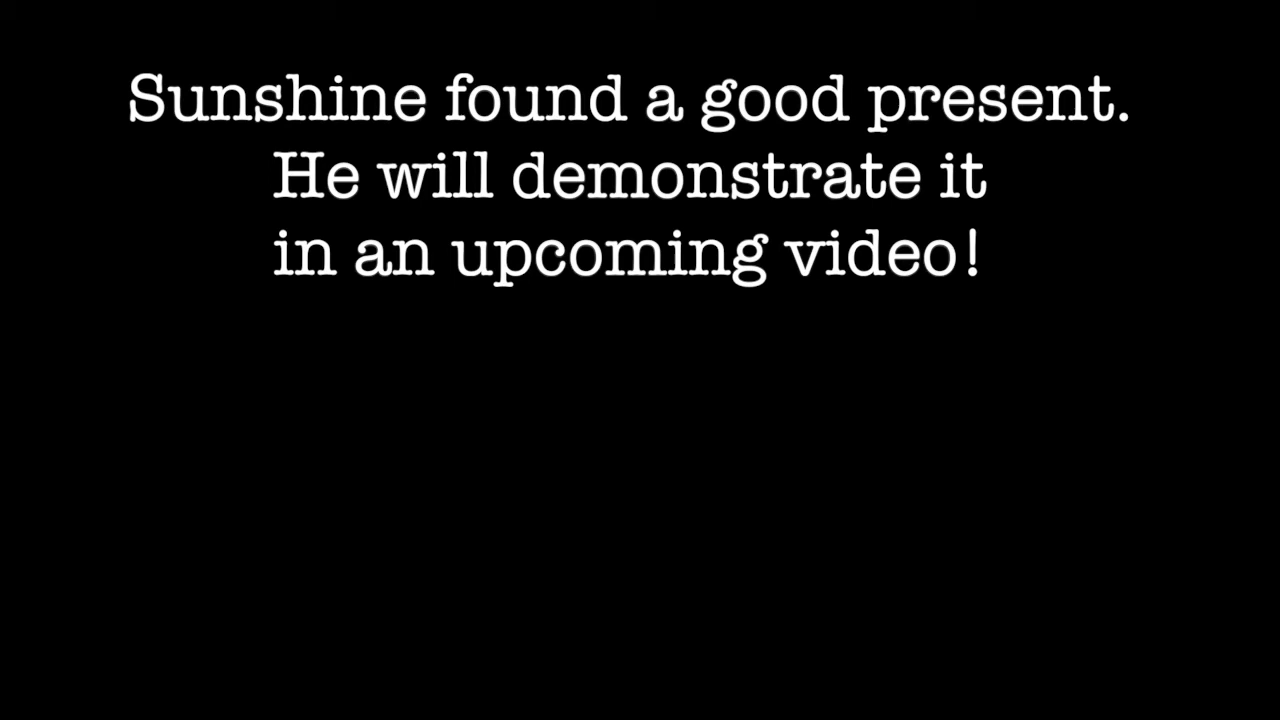 Sunshine found a good present.
He will demonstrate it
in an upcoming video!